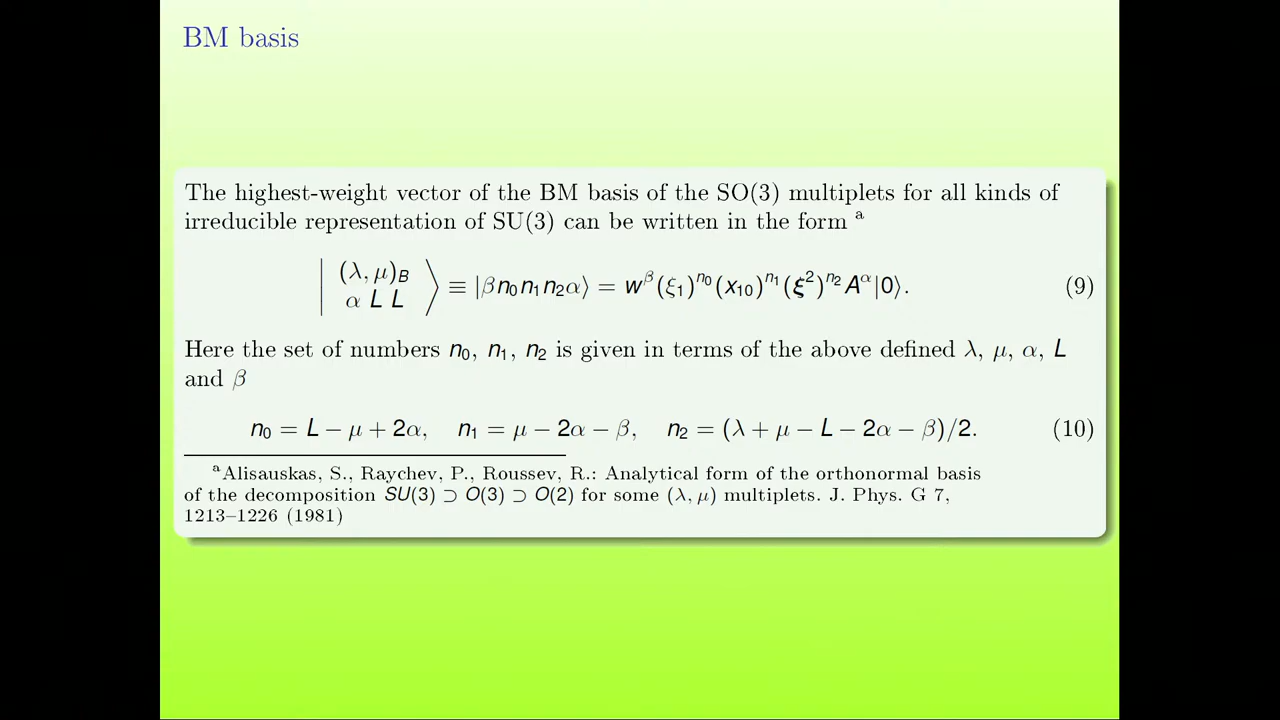 BM basis
The highest-weight vector of the BM basis of the SO(3) multiplets for all kinds of
irreducible representation of SU(3) can be written in the form ᵃ
| (λ, μ)_B
α L L ⟩ ≡ |βn₀n₁n₂α⟩ = w^β(ξ₁)^{n₀}(x₁₀)^{n₁}(ξ²)^{n₂}A^α|0⟩. (9)
Here the set of numbers n₀, n₁, n₂ is given in terms of the above defined λ, μ, α, L
and β
n₀ = L − μ + 2α, n₁ = μ − 2α − β, n₂ = (λ + μ − L − 2α − β)/2. (10)
ᵃAlisauskas, S., Raychev, P., Roussev, R.: Analytical form of the orthonormal basis
of the decomposition SU(3) ⊃ O(3) ⊃ O(2) for some (λ, μ) multiplets. J. Phys. G 7,
1213–1226 (1981)